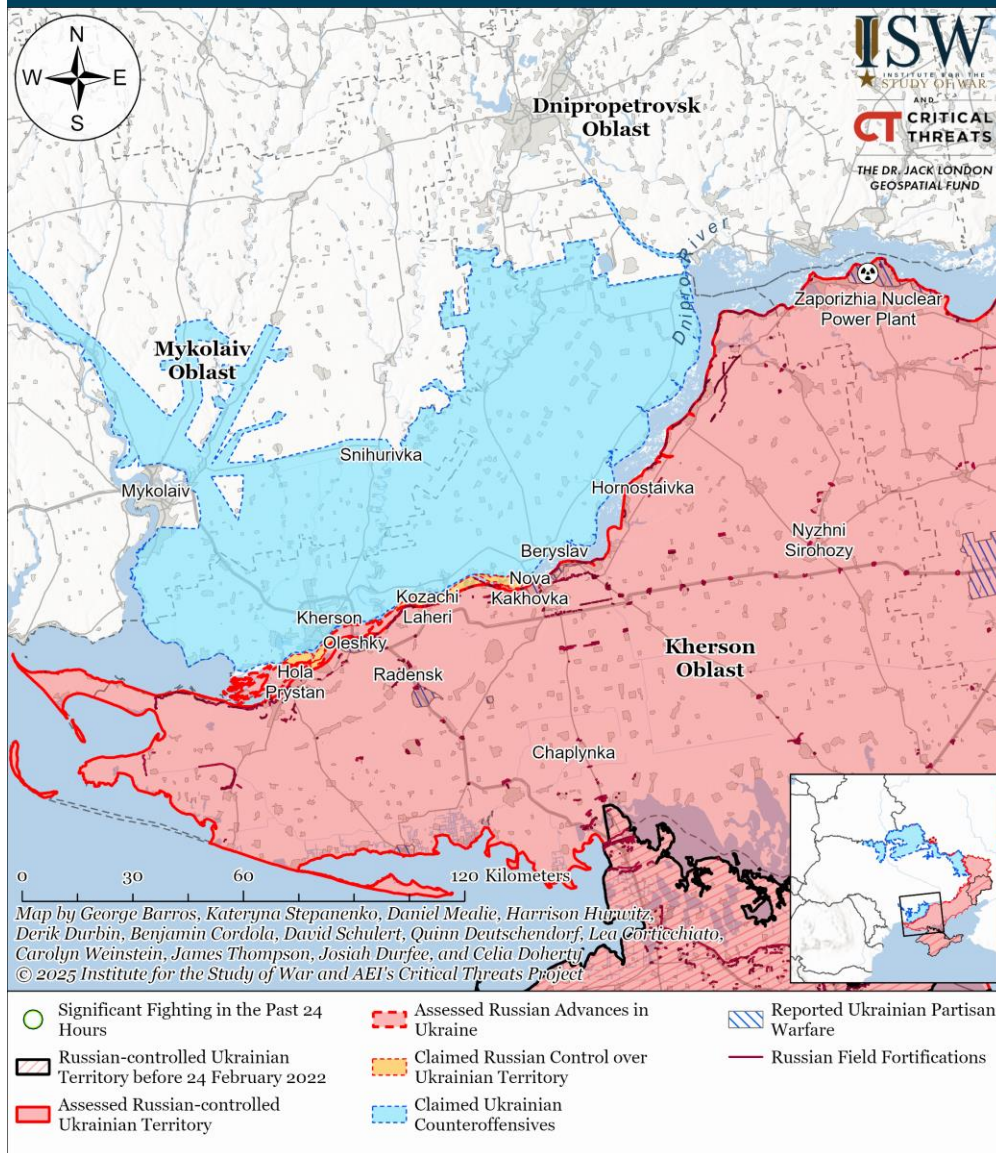 N
W
E
S
ISW
INSTITUTE FOR THE
STUDY OF WAR
AND
CT CRITICAL
THREATS
THE DR. JACK LONDON
GEOSPATIAL FUND
Dnipropetrovsk
Oblast
Dnipro River
Zaporizhia Nuclear
Power Plant
Mykolaiv
Oblast
Snihurivka
Mykolaiv
Hornostaivka
Nyzhni
Sirohozy
Beryslav
Nova
Kakhovka
Kozachi
Laheri
Kherson
Oleshky
Kherson
Oblast
Hola
Prystan
Radensk
Chaplynka
0 30 60 120 Kilometers
Map by George Barros, Kateryna Stepanenko, Daniel Mealie, Harrison Hurwitz,
Derik Durbin, Benjamin Cordola, David Schulert, Quinn Deutschendorf, Lea Corticchiato,
Carolyn Weinstein, James Thompson, Josiah Durfee, and Celia Doherty
© 2025 Institute for the Study of War and AEI's Critical Threats Project
Significant Fighting in the Past 24
Hours
Russian-controlled Ukrainian
Territory before 24 February 2022
Assessed Russian-controlled
Ukrainian Territory
Assessed Russian Advances in
Ukraine
Claimed Russian Control over
Ukrainian Territory
Claimed Ukrainian
Counteroffensives
Reported Ukrainian Partisan
Warfare
Russian Field Fortifications